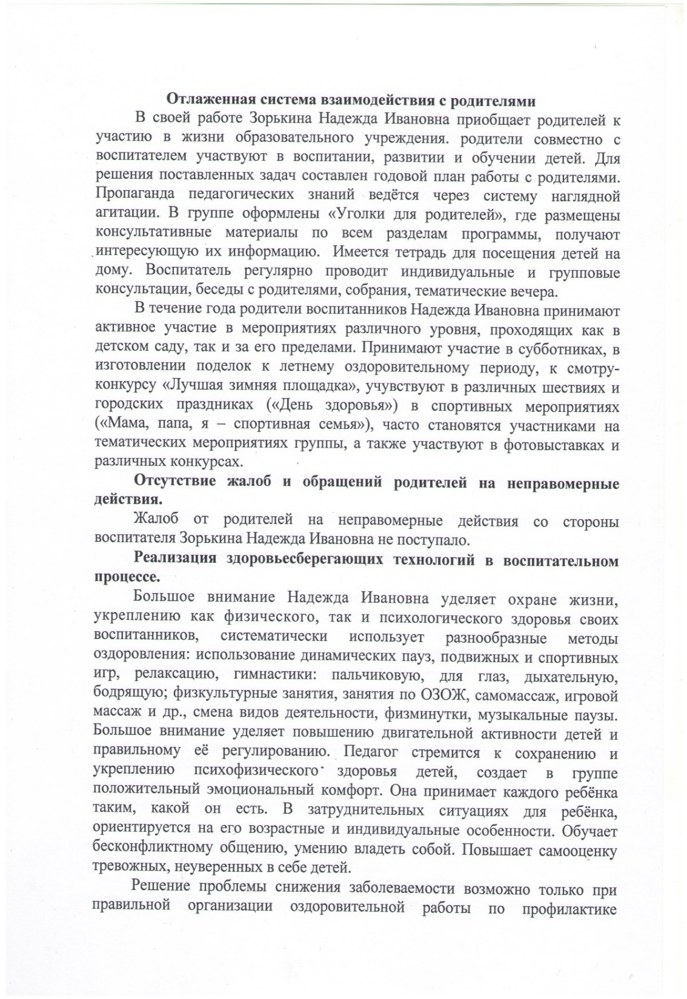 Отлаженная система взаимодействия с родителями
В своей работе Зорькина Надежда Ивановна приобщает родителей к
участию в жизни образовательного учреждения. родители совместно с
воспитателем участвуют в воспитании, развитии и обучении детей. Для
решения поставленных задач составлен годовой план работы с родителями.
Пропаганда педагогических знаний ведётся через систему наглядной
агитации. В группе оформлены «Уголки для родителей», где размещены
консультативные материалы по всем разделам программы, получают
интересующую их информацию. Имеется тетрадь для посещения детей на
дому. Воспитатель регулярно проводит индивидуальные и групповые
консультации, беседы с родителями, собрания, тематические вечера.
В течение года родители воспитанников Надежда Ивановна принимают
активное участие в мероприятиях различного уровня, проходящих как в
детском саду, так и за его пределами. Принимают участие в субботниках, в
изготовлении поделок к летнему оздоровительному периоду, к смотру-
конкурсу «Лучшая зимняя площадка», учувствуют в различных шествиях и
городских праздниках («День здоровья») в спортивных мероприятиях
(«Мама, папа, я – спортивная семья»), часто становятся участниками на
тематических мероприятиях группы, а также участвуют в фотовыставках и
различных конкурсах.
Отсутствие жалоб и обращений родителей на неправомерные
действия.
Жалоб от родителей на неправомерные действия со стороны
воспитателя Зорькина Надежда Ивановна не поступало.
Реализация здоровьесберегающих технологий в воспитательном
процессе.
Большое внимание Надежда Ивановна уделяет охране жизни,
укреплению как физического, так и психологического здоровья своих
воспитанников, систематически использует разнообразные методы
оздоровления: использование динамических пауз, подвижных и спортивных
игр, релаксацию, гимнастики: пальчиковую, для глаз, дыхательную,
бодрящую; физкультурные занятия, занятия по ОЗОЖ, самомассаж, игровой
массаж и др., смена видов деятельности, физминутки, музыкальные паузы.
Большое внимание уделяет повышению двигательной активности детей и
правильному её регулированию. Педагог стремится к сохранению и
укреплению психофизического здоровья детей, создает в группе
положительный эмоциональный комфорт. Она принимает каждого ребёнка
таким, какой он есть. В затруднительных ситуациях для ребёнка,
ориентируется на его возрастные и индивидуальные особенности. Обучает
бесконфликтному общению, умению владеть собой. Повышает самооценку
тревожных, неуверенных в себе детей.
Решение проблемы снижения заболеваемости возможно только при
правильной организации оздоровительной работы по профилактике